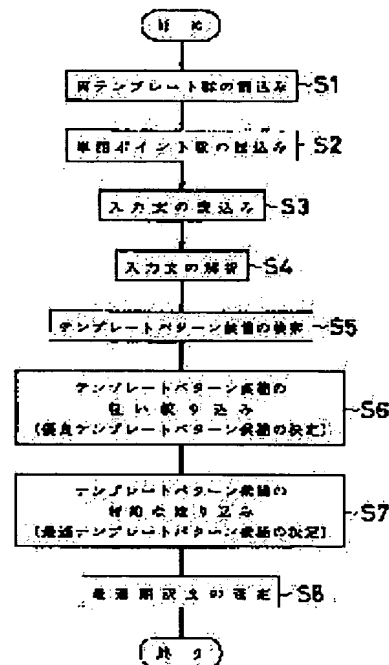 開始
両テンプレート群の読込み
S1
単語ポイント数の読込み
S2
入力文の読込み
S3
入力文の解析
S4
テンプレートパターン候補の検索
S5
テンプレートパターン候補の
粗い絞り込み
[優良テンプレートパターン候補の決定]
S6
テンプレートパターン候補の
絞り込み
[最適テンプレートパターン候補の決定]
S7
最適翻訳文の選定
S8
終了